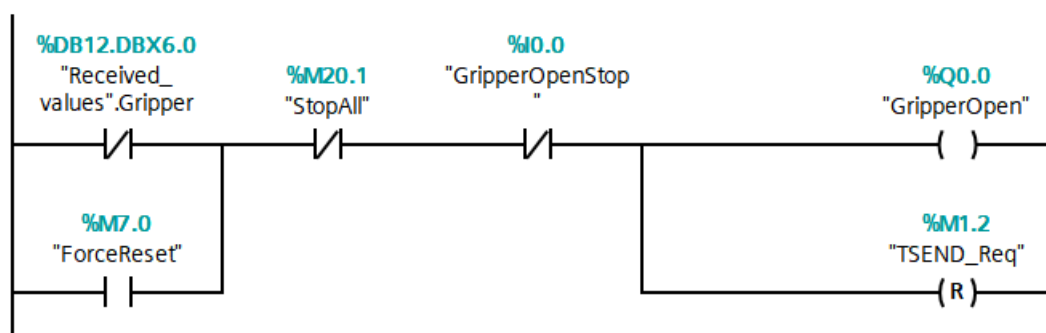 %DB12.DBX6.0
"Received_
values".Gripper
%M20.1
"StopAll"
%I0.0
"GripperOpenStop
"
%Q0.0
"GripperOpen"
%M7.0
"ForceReset"
%M1.2
"TSEND_Req"
R